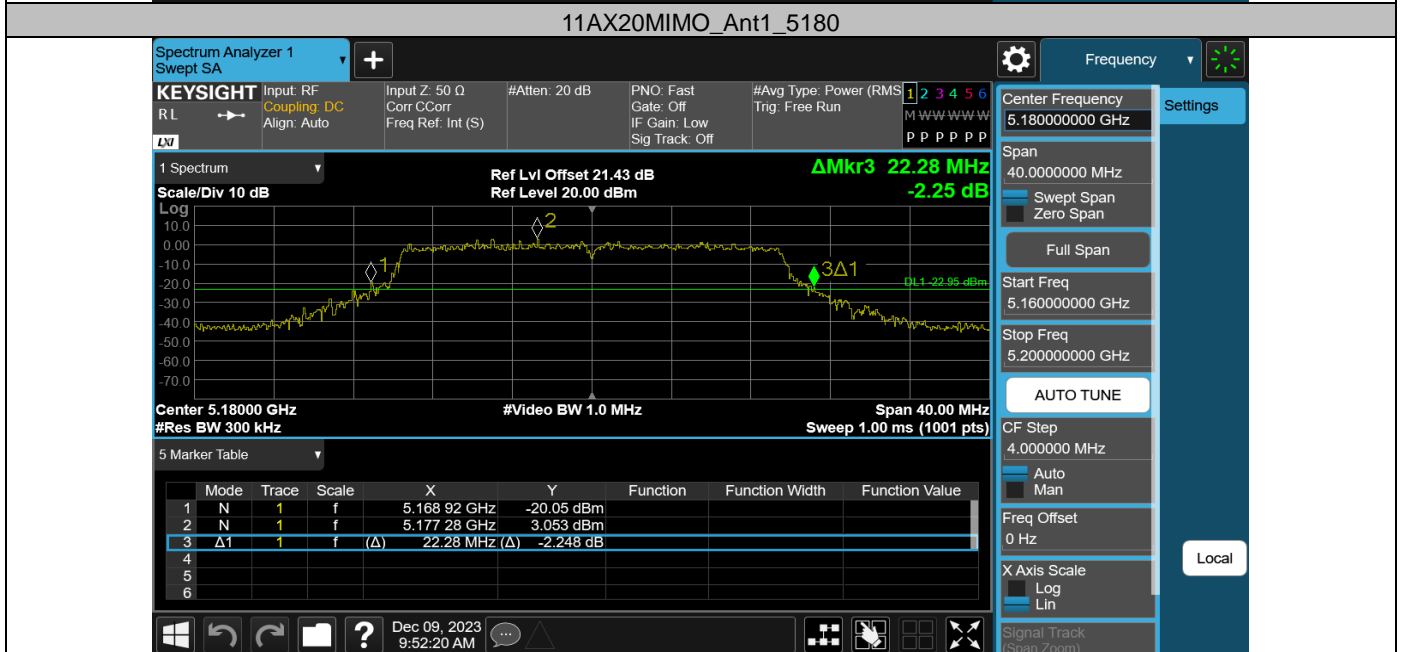 11AX20MIMO_Ant1_5180
Spectrum Analyzer 1
Swept SA
Frequency
KEYSIGHT
R L
LXI
Input: RF
Coupling: DC
Align: Auto
Input Z: 50 Ω
Corr CCorr
Freq Ref: Int (S)
#Atten: 20 dB
PNO: Fast
Gate: Off
IF Gain: Low
Sig Track: Off
#Avg Type: Power (RMS
Trig: Free Run
1 2 3 4 5 6
M W W W W W
P P P P P P
Center Frequency
5.180000000 GHz
Settings
Span
40.0000000 MHz
Swept Span
Zero Span
Full Span
Start Freq
5.160000000 GHz
Stop Freq
5.200000000 GHz
AUTO TUNE
CF Step
4.000000 MHz
Auto
Man
Freq Offset
0 Hz
X Axis Scale
Log
Lin
Signal Track
(Span Zoom)
Local
1 Spectrum
Scale/Div 10 dB
Ref Lvl Offset 21.43 dB
Ref Level 20.00 dBm
ΔMkr3 22.28 MHz
-2.25 dB
Log
10.0
0.00
-10.0
-20.0
-30.0
-40.0
-50.0
-60.0
-70.0
1
2
3Δ1
DL1 -22.95 dBm
Center 5.18000 GHz
#Video BW 1.0 MHz
Span 40.00 MHz
#Res BW 300 kHz
Sweep 1.00 ms (1001 pts)
5 Marker Table
Mode Trace Scale X Y Function Function Width Function Value
1 N 1 f 5.168 92 GHz -20.05 dBm
2 N 1 f 5.177 28 GHz 3.053 dBm
3 Δ1 1 f (Δ) 22.28 MHz (Δ) -2.248 dB
4
5
6
?
Dec 09, 2023
9:52:20 AM